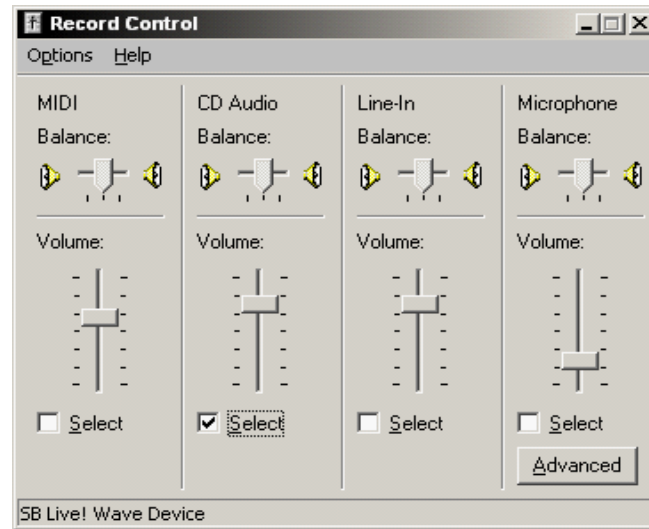 Record Control
Options Help
MIDI
Balance:
Volume:
Select
CD Audio
Balance:
Volume:
Select
Line-In
Balance:
Volume:
Select
Microphone
Balance:
Volume:
Select
Advanced
SB Live! Wave Device